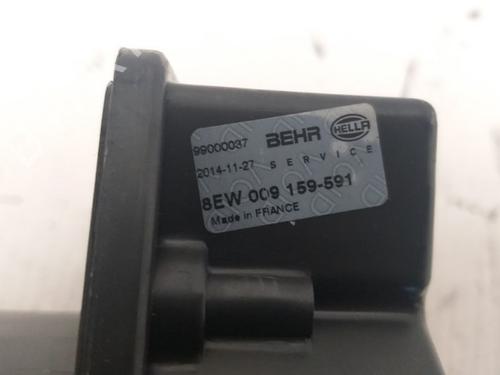 99000037 BEHR HELLA
2014-11-27 SERVICE
8EW 009 159-591
Made in FRANCE